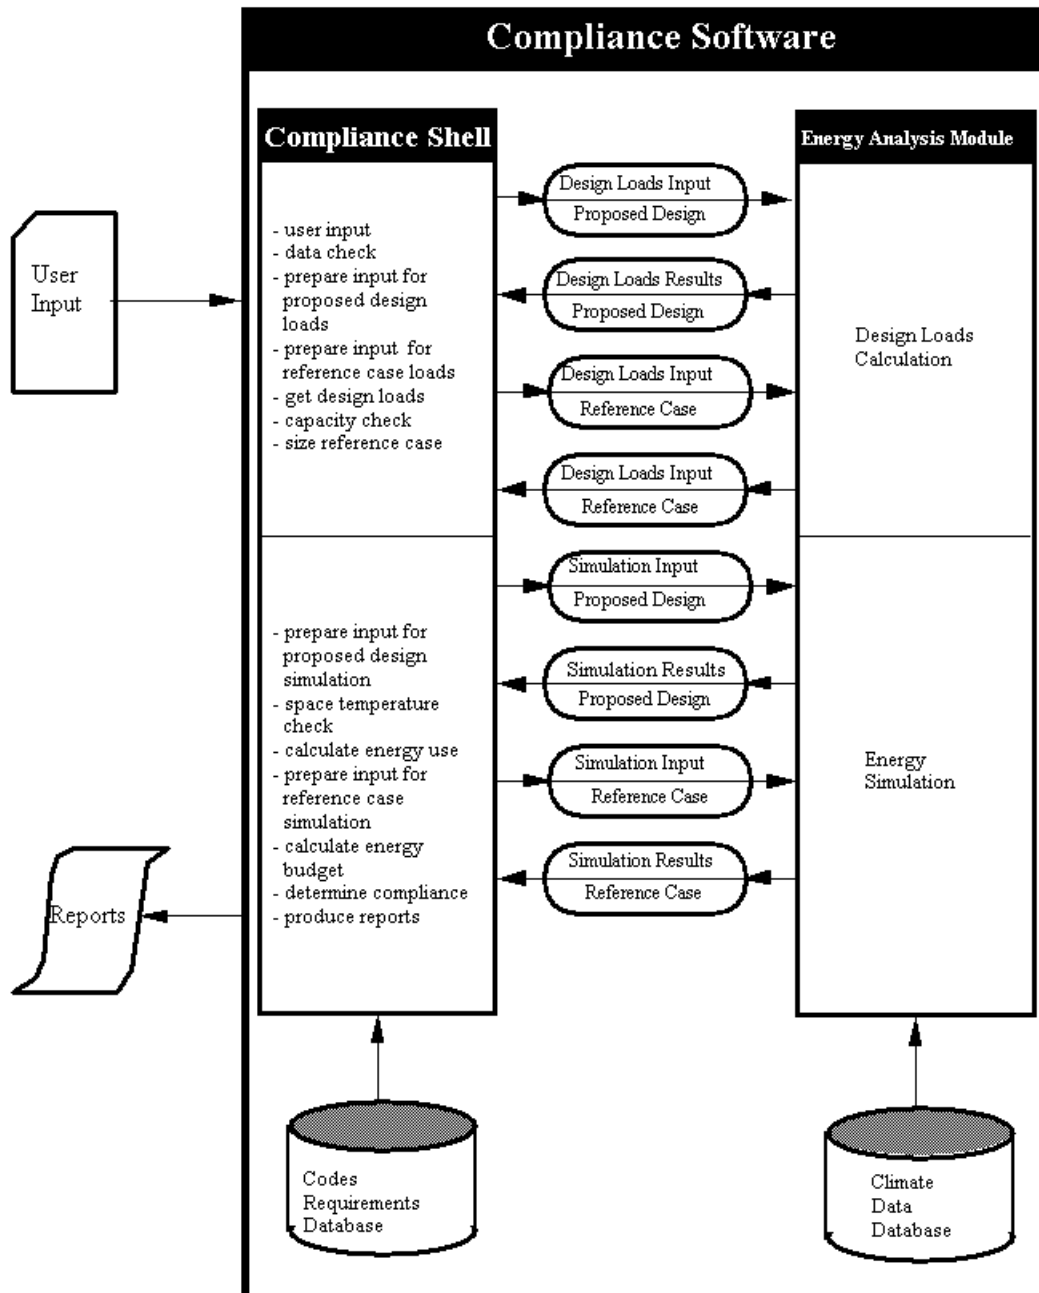 Compliance Software
Compliance Shell
Energy Analysis Module
User
Input
- user input
- data check
- prepare input for
proposed design
loads
- prepare input for
reference case loads
- get design loads
- capacity check
- size reference case
Design Loads Input
Proposed Design
Design Loads Results
Proposed Design
Design Loads Input
Reference Case
Design Loads Input
Reference Case
Design Loads
Calculation
- prepare input for
proposed design
simulation
- space temperature
check
- calculate energy use
- prepare input for
reference case
simulation
- calculate energy
budget
- determine compliance
- produce reports
Simulation Input
Proposed Design
Simulation Results
Proposed Design
Simulation Input
Reference Case
Simulation Results
Reference Case
Energy
Simulation
Reports
Codes
Requirements
Database
Climate
Data
Database